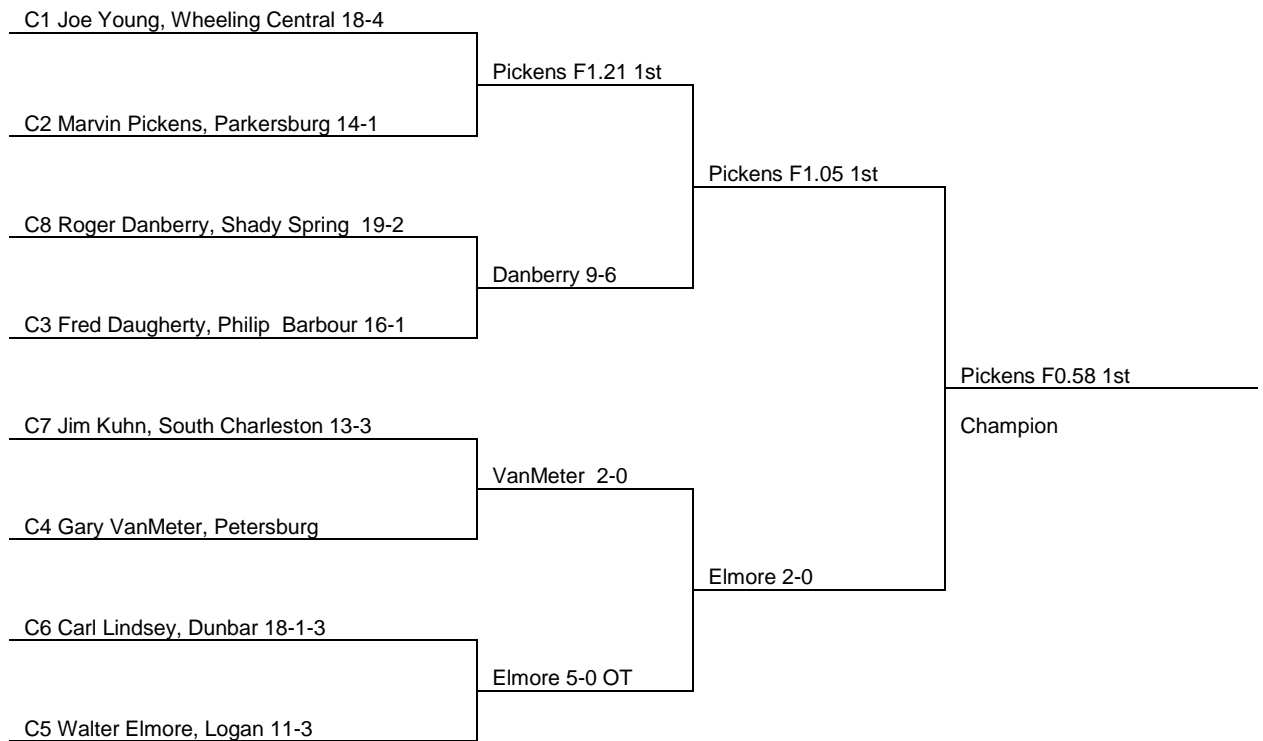 C1 Joe Young, Wheeling Central 18-4
Pickens F1.21 1st
C2 Marvin Pickens, Parkersburg 14-1
Pickens F1.05 1st
C8 Roger Danberry, Shady Spring  19-2
Danberry 9-6
C3 Fred Daugherty, Philip  Barbour 16-1
Pickens F0.58 1st
C7 Jim Kuhn, South Charleston 13-3
Champion
VanMeter  2-0
C4 Gary VanMeter, Petersburg
Elmore 2-0
C6 Carl Lindsey, Dunbar 18-1-3
Elmore 5-0 OT
C5 Walter Elmore, Logan 11-3